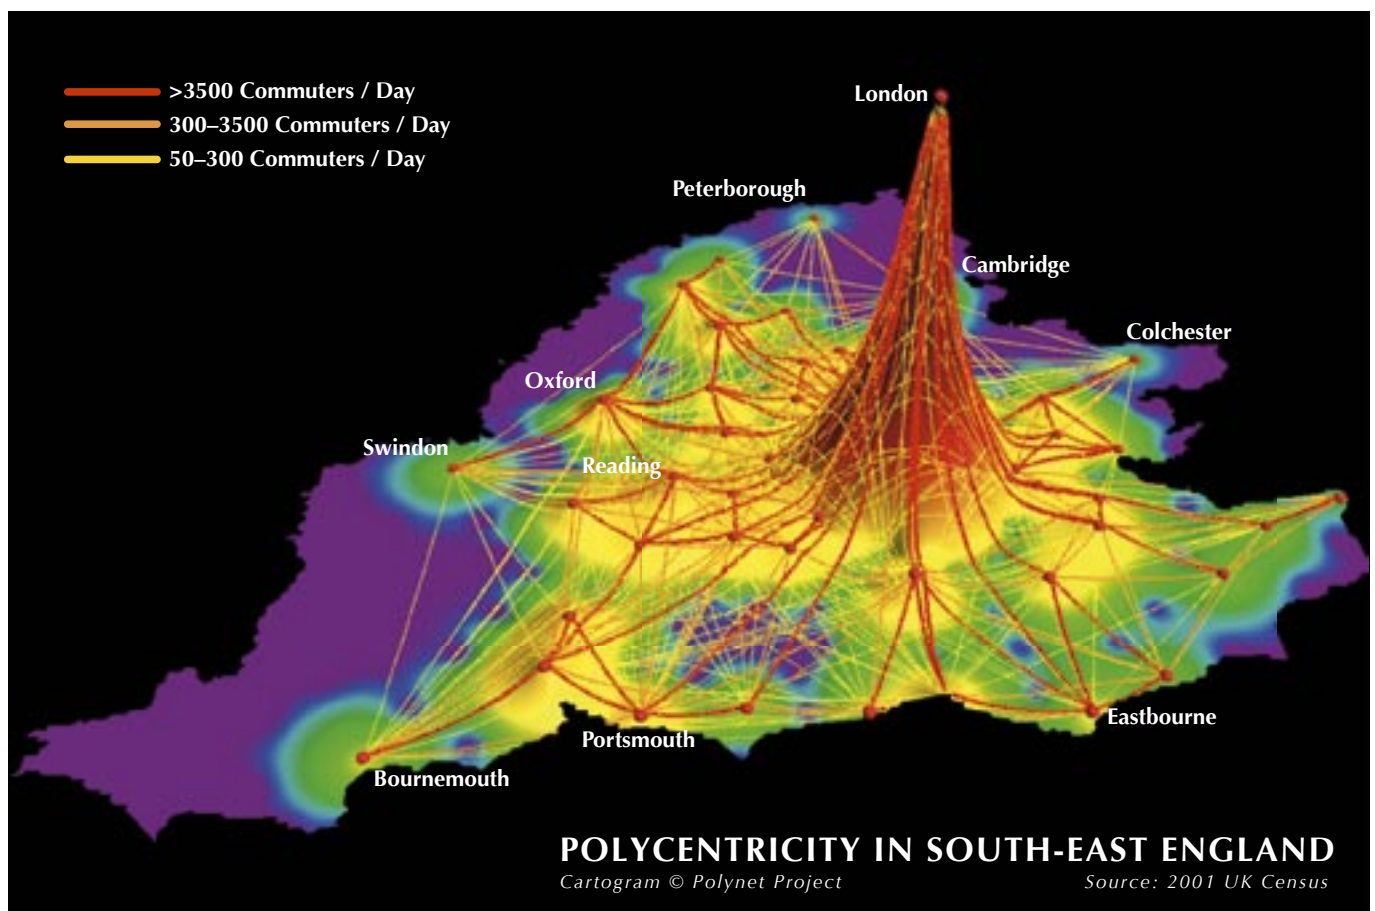 >3500 Commuters / Day
300–3500 Commuters / Day
50–300 Commuters / Day
London
Peterborough
Cambridge
Colchester
Oxford
Swindon
Reading
Eastbourne
Portsmouth
Bournemouth
POLYCENTRICITY IN SOUTH-EAST ENGLAND
Cartogram © Polynet Project
Source: 2001 UK Census